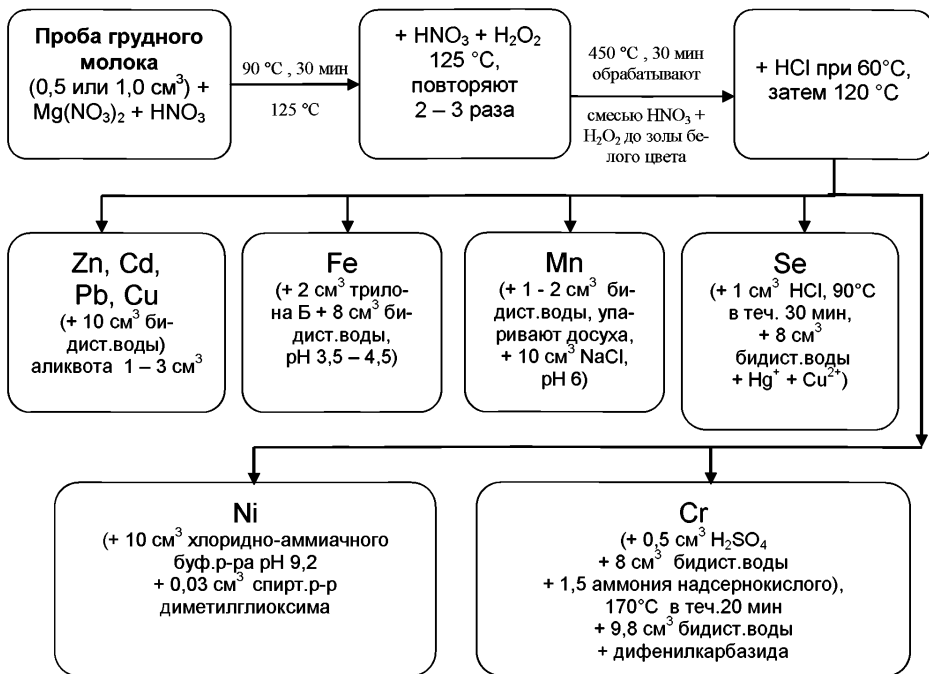 Проба грудного
молока
(0,5 или 1,0 см³) +
Mg(NO₃)₂ + HNO₃
90 °С , 30 мин
125 °С
+ HNO₃ + H₂O₂
125 °С,
повторяют
2 – 3 раза
450 °С, 30 мин
обрабатывают
смесью HNO₃ +
H₂O₂ до золы бе-
лого цвета
+ HCl при 60°С,
затем 120 °С
Zn, Cd,
Pb, Cu
(+ 10 см³ би-
дист.воды)
аликвота 1 – 3 см³
Fe
(+ 2 см³ трило-
на Б + 8 см³ би-
дист.воды,
pH 3,5 – 4,5)
Mn
(+ 1 - 2 см³ би-
дист.воды, упа-
ривают досуха,
+ 10 см³ NaCl,
pH 6)
Se
(+ 1 см³ HCl, 90°С
в теч. 30 мин,
+ 8 см³
бидист.воды
+ Hg⁺ + Cu²⁺)
Ni
(+ 10 см³ хлоридно-аммиачного
буф.р-ра pH 9,2
+ 0,03 см³ спирт.р-р
диметилглиоксима
Cr
(+ 0,5 см³ H₂SO₄
+ 8 см³ бидист.воды
+ 1,5 аммония надсернокислого),
170°С в теч.20 мин
+ 9,8 см³ бидист.воды
+ дифенилкарбазида